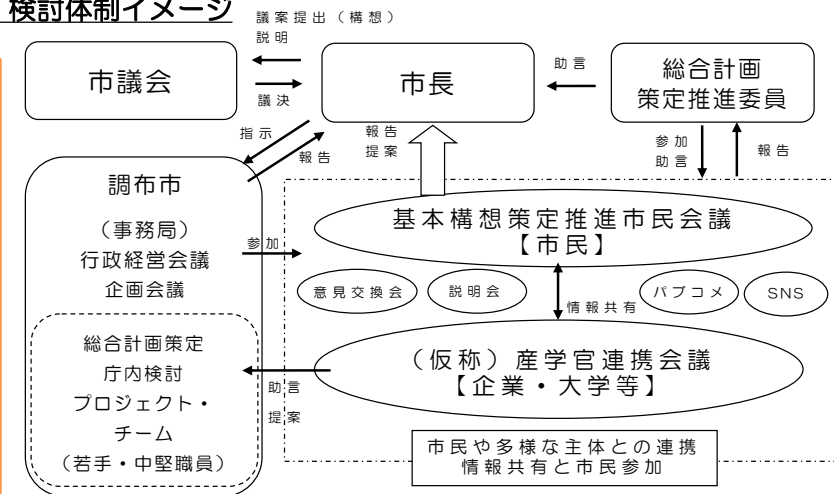 検討体制イメージ
議案提出（構想）
説明
市議会
議決
市長
助言
総合計画
策定推進委員
指示
報告
報告
提案
参加
助言
報告
調布市
（事務局）
行政経営会議
企画会議
参加
基本構想策定推進市民会議
【市民】
意見交換会
説明会
情報共有
パブコメ
SNS
総合計画策定
庁内検討
プロジェクト・
チーム
（若手・中堅職員）
助言
提案
（仮称）産学官連携会議
【企業・大学等】
市民や多様な主体との連携
情報共有と市民参加